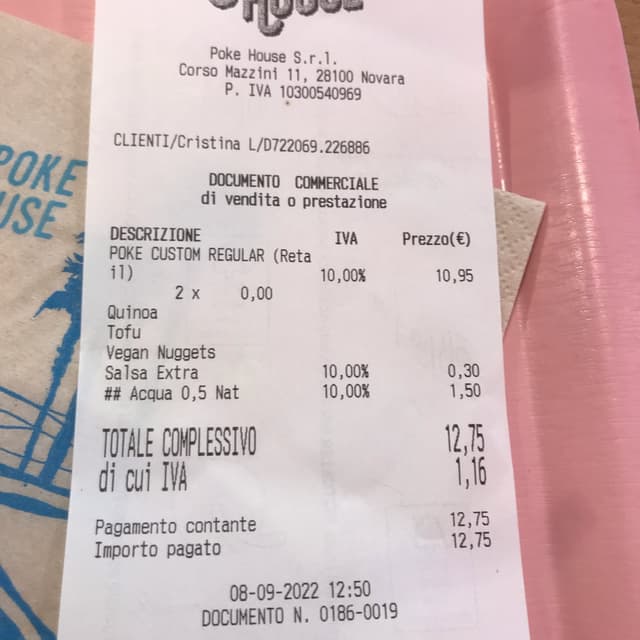 HOUSE
Poke House S.r.l.
Corso Mazzini 11, 28100 Novara
P. IVA 10300540969
CLIENTI/Cristina L/D722069.226886
DOCUMENTO COMMERCIALE
di vendita o prestazione
DESCRIZIONE IVA Prezzo(€)
POKE CUSTOM REGULAR (Reta
il) 10,00% 10,95
2 x 0,00
Quinoa
Tofu
Vegan Nuggets
Salsa Extra 10,00% 0,30
## Acqua 0,5 Nat 10,00% 1,50
TOTALE COMPLESSIVO 12,75
di cui IVA 1,16
Pagamento contante 12,75
Importo pagato 12,75
08-09-2022 12:50
DOCUMENTO N. 0186-0019
POKE
USE